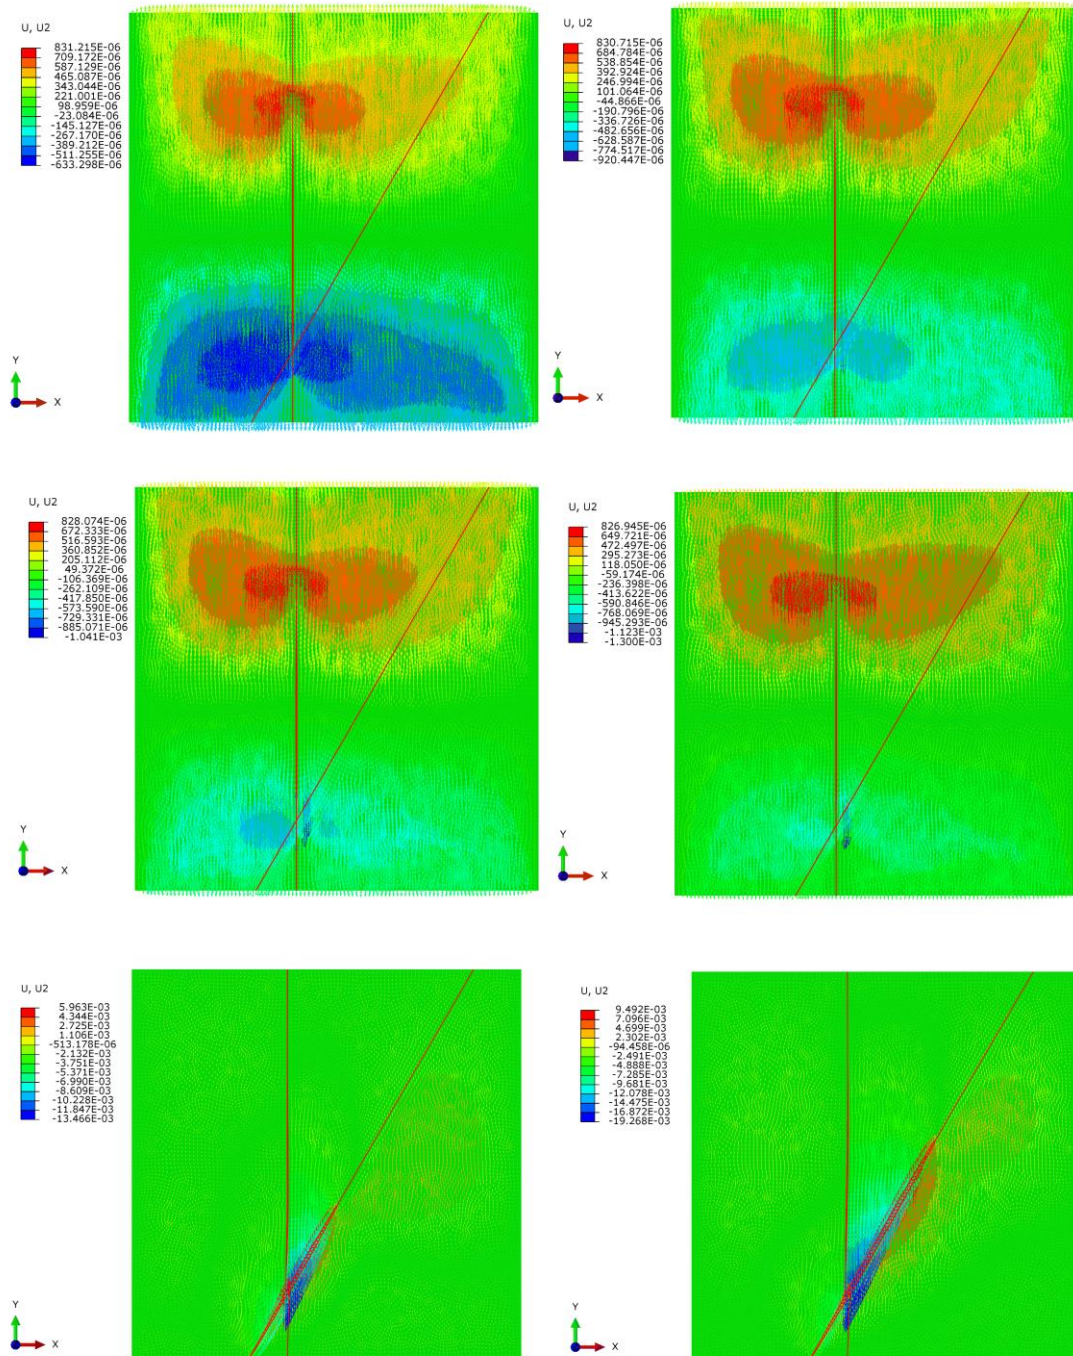 U, U2
831.215E-06
709.172E-06
587.129E-06
465.087E-06
343.044E-06
221.001E-06
98.959E-06
-23.084E-06
-145.127E-06
-267.170E-06
-389.212E-06
-511.255E-06
-633.298E-06
Y
X
U, U2
830.715E-06
684.784E-06
538.854E-06
392.924E-06
246.994E-06
101.064E-06
-44.866E-06
-190.796E-06
-336.726E-06
-482.656E-06
-628.587E-06
-774.517E-06
-920.447E-06
Y
X
U, U2
828.074E-06
672.333E-06
516.593E-06
360.852E-06
205.112E-06
49.372E-06
-106.369E-06
-262.109E-06
-417.850E-06
-573.590E-06
-729.331E-06
-885.071E-06
-1.041E-03
Y
X
U, U2
826.945E-06
649.721E-06
472.497E-06
295.273E-06
118.050E-06
-59.174E-06
-236.398E-06
-413.622E-06
-590.846E-06
-768.069E-06
-945.293E-06
-1.123E-03
-1.300E-03
Y
X
U, U2
5.963E-03
4.344E-03
2.725E-03
1.106E-03
-513.178E-06
-2.132E-03
-3.751E-03
-5.371E-03
-6.990E-03
-8.609E-03
-10.228E-03
-11.847E-03
-13.466E-03
Y
X
U, U2
9.492E-03
7.096E-03
4.699E-03
2.302E-03
-94.458E-06
-2.491E-03
-4.888E-03
-7.285E-03
-9.681E-03
-12.078E-03
-14.475E-03
-16.872E-03
-19.268E-03
Y
X